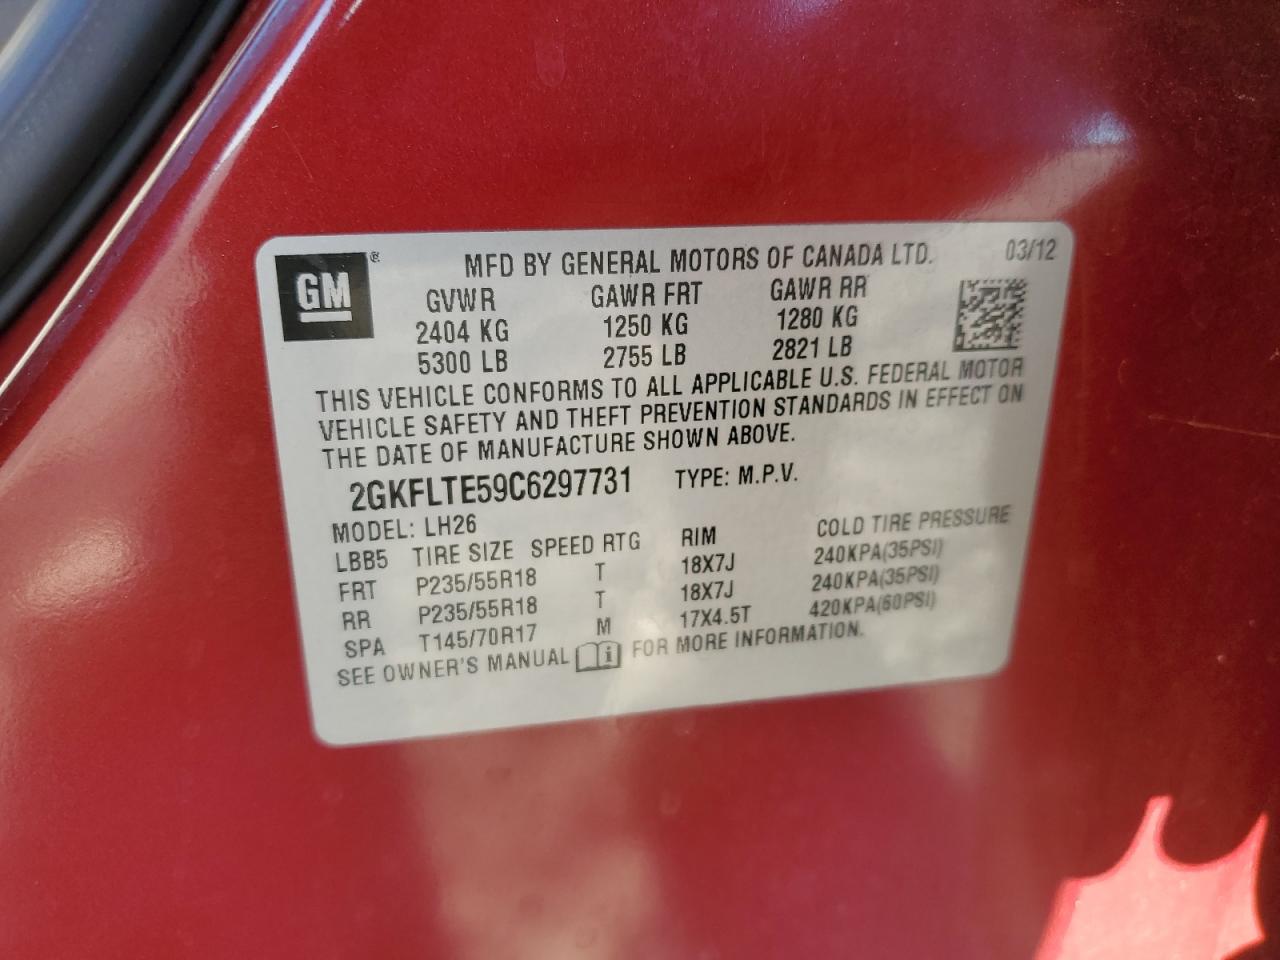 GM®
MFD BY GENERAL MOTORS OF CANADA LTD. 03/12
GVWR GAWR FRT GAWR RR
2404 KG 1250 KG 1280 KG
5300 LB 2755 LB 2821 LB
THIS VEHICLE CONFORMS TO ALL APPLICABLE U.S. FEDERAL MOTOR
VEHICLE SAFETY AND THEFT PREVENTION STANDARDS IN EFFECT ON
THE DATE OF MANUFACTURE SHOWN ABOVE.
2GKFLTE59C6297731 TYPE: M.P.V.
MODEL: LH26
LBB5 TIRE SIZE SPEED RTG RIM COLD TIRE PRESSURE
FRT P235/55R18 T 18X7J 240KPA(35PSI)
RR P235/55R18 T 18X7J 240KPA(35PSI)
SPA T145/70R17 M 17X4.5T 420KPA(60PSI)
SEE OWNER'S MANUAL i FOR MORE INFORMATION.